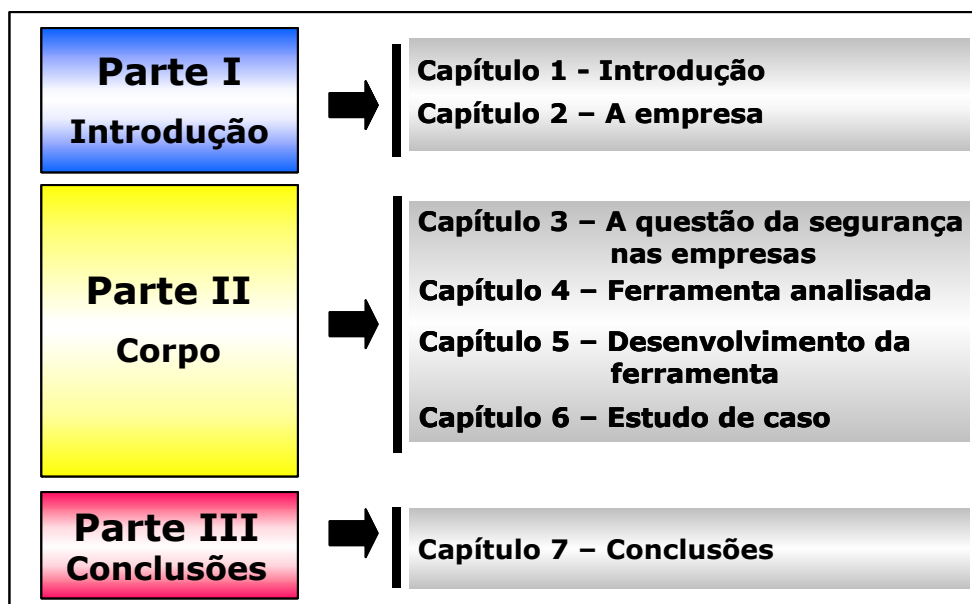 Parte I
Introdução
Capítulo 1 - Introdução
Capítulo 2 – A empresa
Parte II
Corpo
Capítulo 3 – A questão da segurança
nas empresas
Capítulo 4 – Ferramenta analisada
Capítulo 5 – Desenvolvimento da
ferramenta
Capítulo 6 – Estudo de caso
Parte III
Conclusões
Capítulo 7 – Conclusões